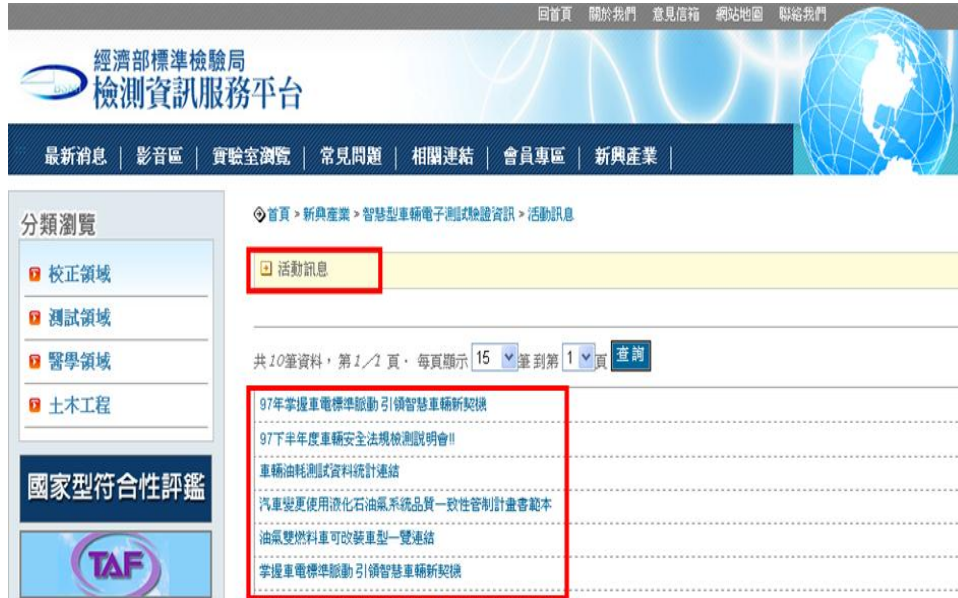 回首頁 關於我們 意見信箱 網站地圖 聯絡我們
經濟部標準檢驗局
BSMI
檢測資訊服務平台
最新消息 | 影音區 | 實驗室瀏覽 | 常見問題 | 相關連結 | 會員專區 | 新興產業 |
分類瀏覽
校正領域
測試領域
醫學領域
土木工程
國家型符合性評鑑
TAF
首頁 > 新興產業 > 智慧型車輛電子測試驗證資訊 > 活動訊息
活動訊息
共10筆資料,第1/1 頁. 每頁顯示 15 筆 到第 1 頁 查詢
97年掌握車電標準脈動 引領智慧車輛新契機
97下半年度車輛安全法規檢測說明會!!
車輛油耗測試資料統計連結
汽車變更使用液化石油氣系統品質一致性管制計畫書範本
油氣雙燃料車可改裝車型一覽連結
掌握車電標準脈動 引領智慧車輛新契機